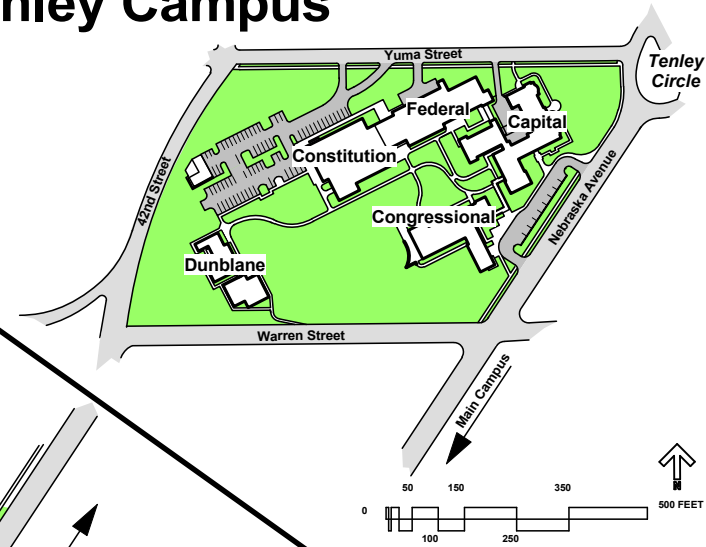 nley Campus
Yuma Street
Tenley
Circle
Federal
Capital
Constitution
42nd Street
Nebraska Avenue
Congressional
Dunblane
Warren Street
Main Campus
N
50
150
350
0
500 FEET
100
250